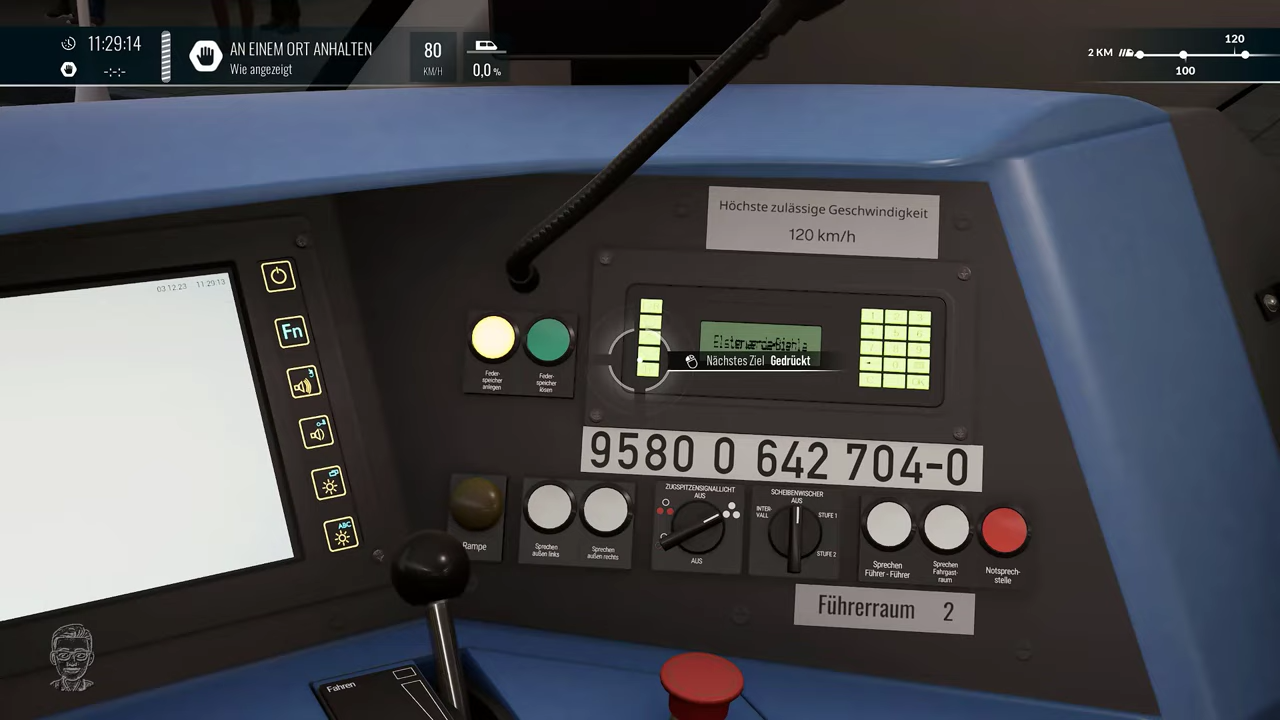 11:29:14
AN EINEM ORT ANHALTEN
Wie angezeigt
--:--
80
KM/H
0,0 %
2 KM
120
100
Höchste zulässige Geschwindigkeit
120 km/h
03.12.23 11:29:13
Fn
ABC
Feder-
speicher
anlegen
Feder-
speicher
lösen
Nächstes Ziel Gedrückt
9580 0 642 704-0
Rampe
Sprechen
außen links
Sprechen
außen rechts
ZUGSPITZENSIGNALLICHT
AUS
AUS
SCHEIBENWISCHER
AUS
INTER-
VALL
STUFE 1
STUFE 2
Sprechen
Führer - Führer
Sprechen
Fahrgast-
raum
Notsprech-
stelle
Führerraum 2
Fahren